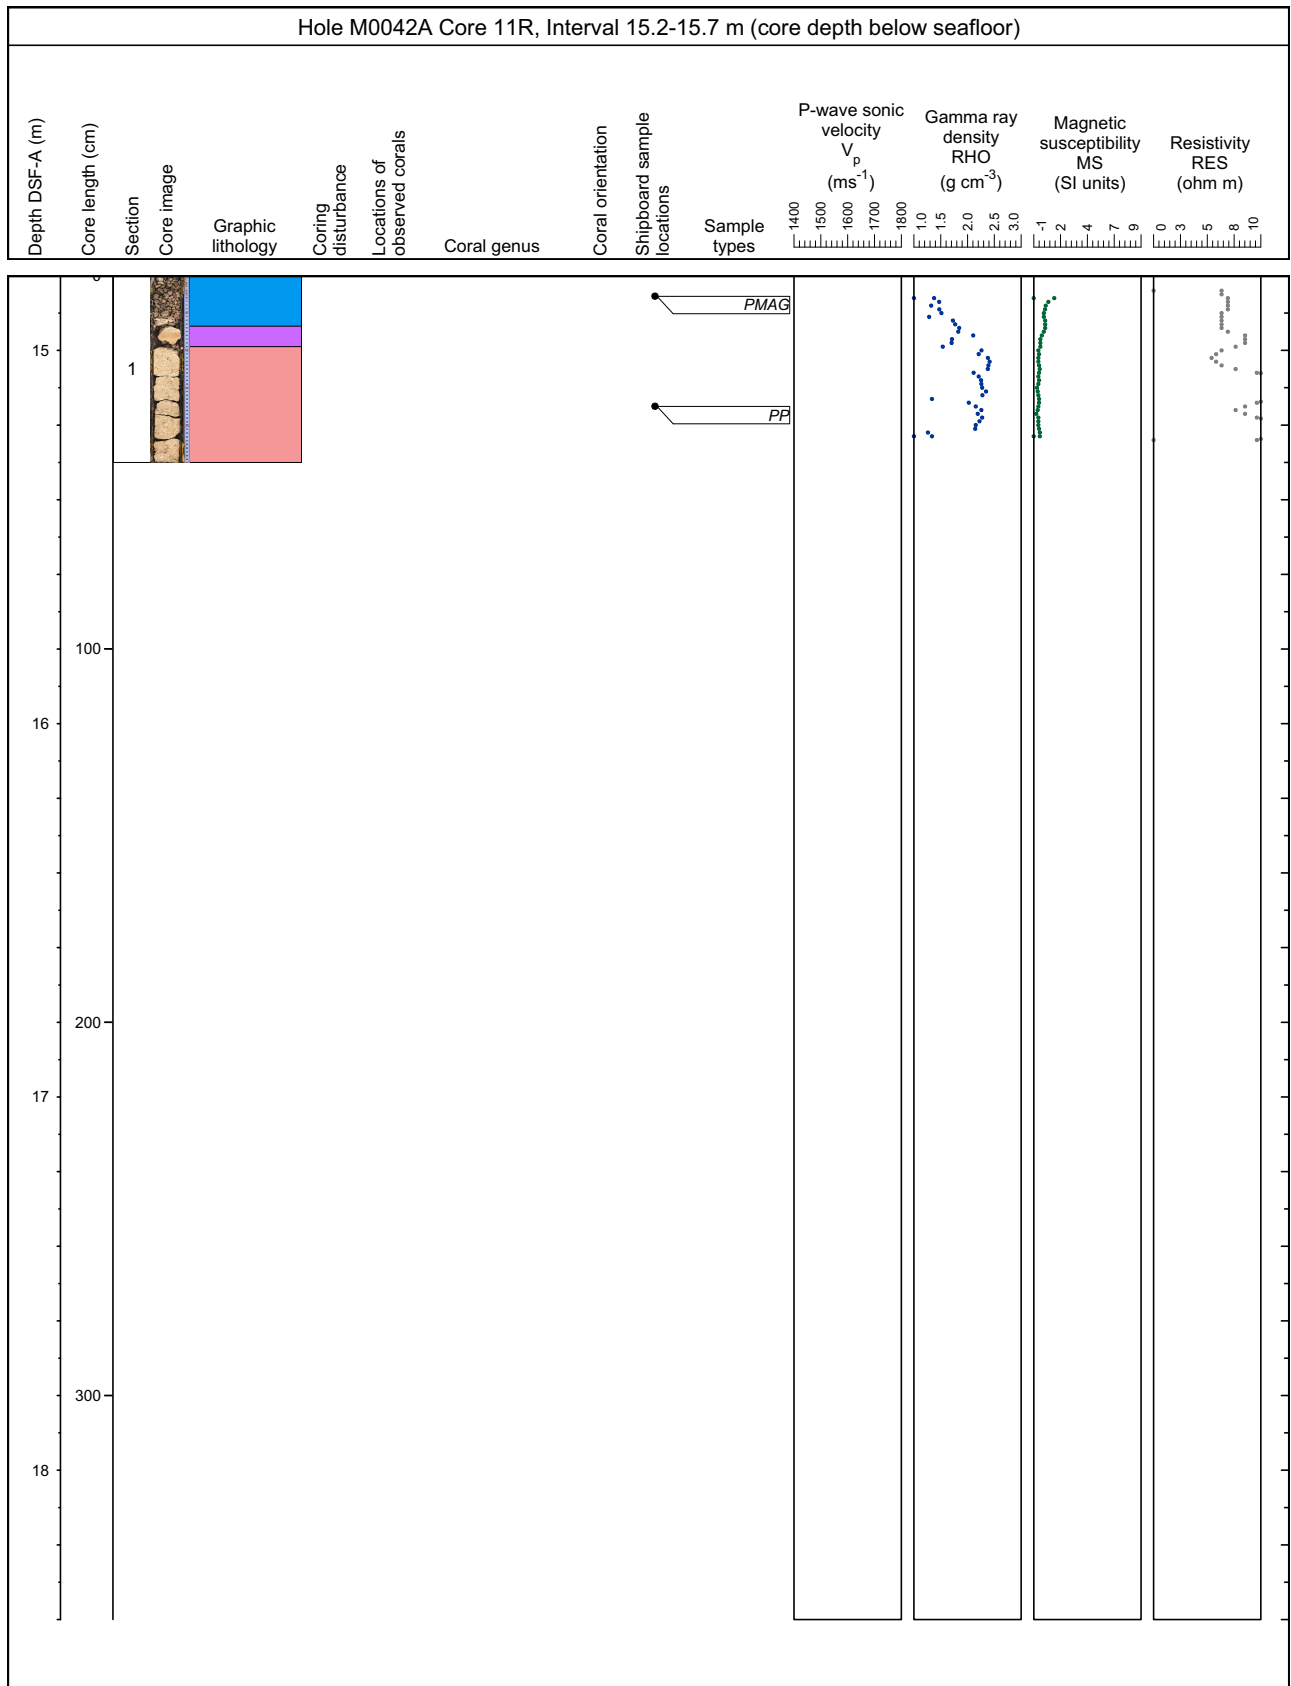 Hole M0042A Core 11R, Interval 15.2-15.7 m (core depth below seafloor)
Depth DSF-A (m)
Core length (cm)
Section
Core image
Graphic
lithology
Coring
disturbance
Locations of
observed corals
Coral genus
Coral orientation
Shipboard sample
locations
Sample
types
P-wave sonic
velocity
Vp
(ms-1)
1400 1500 1600 1700 1800
Gamma ray
density
RHO
(g cm-3)
1.0 1.5 2.0 2.5 3.0
Magnetic
susceptibility
MS
(SI units)
-1 2 4 7 9
Resistivity
RES
(ohm m)
0 3 5 8 10
PMAG
15
1
PP
100
16
200
17
300
18